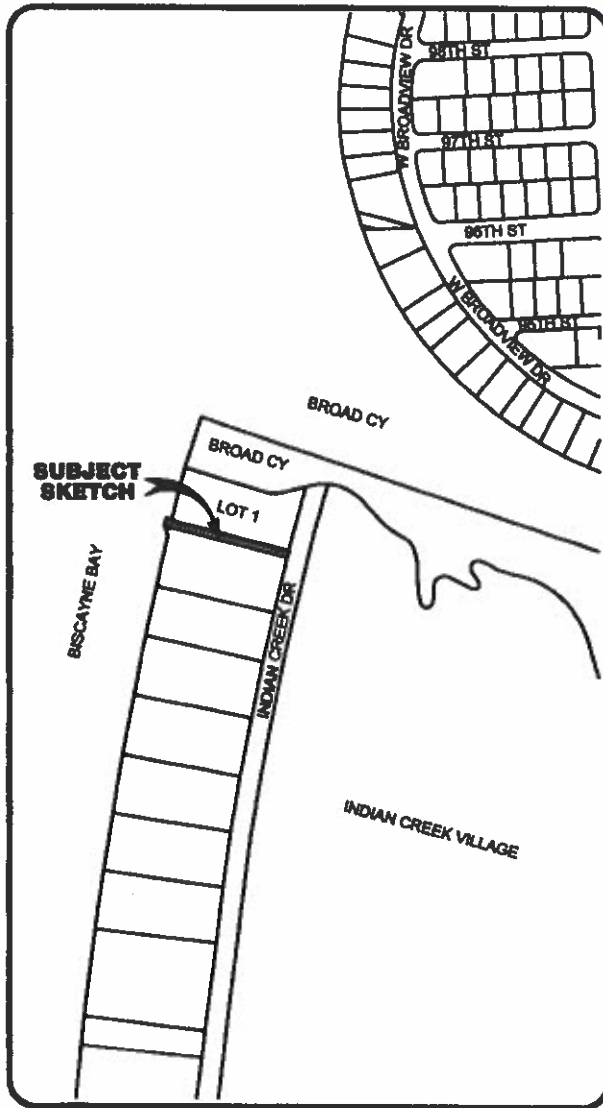 98TH ST
W BROADVIEW DR
97TH ST
96TH ST
W BROADVIEW DR
95TH ST
BROAD CY
BROAD CY
SUBJECT
SKETCH
LOT 1
BISCAYNE BAY
INDIAN CREEK DR
INDIAN CREEK VILLAGE